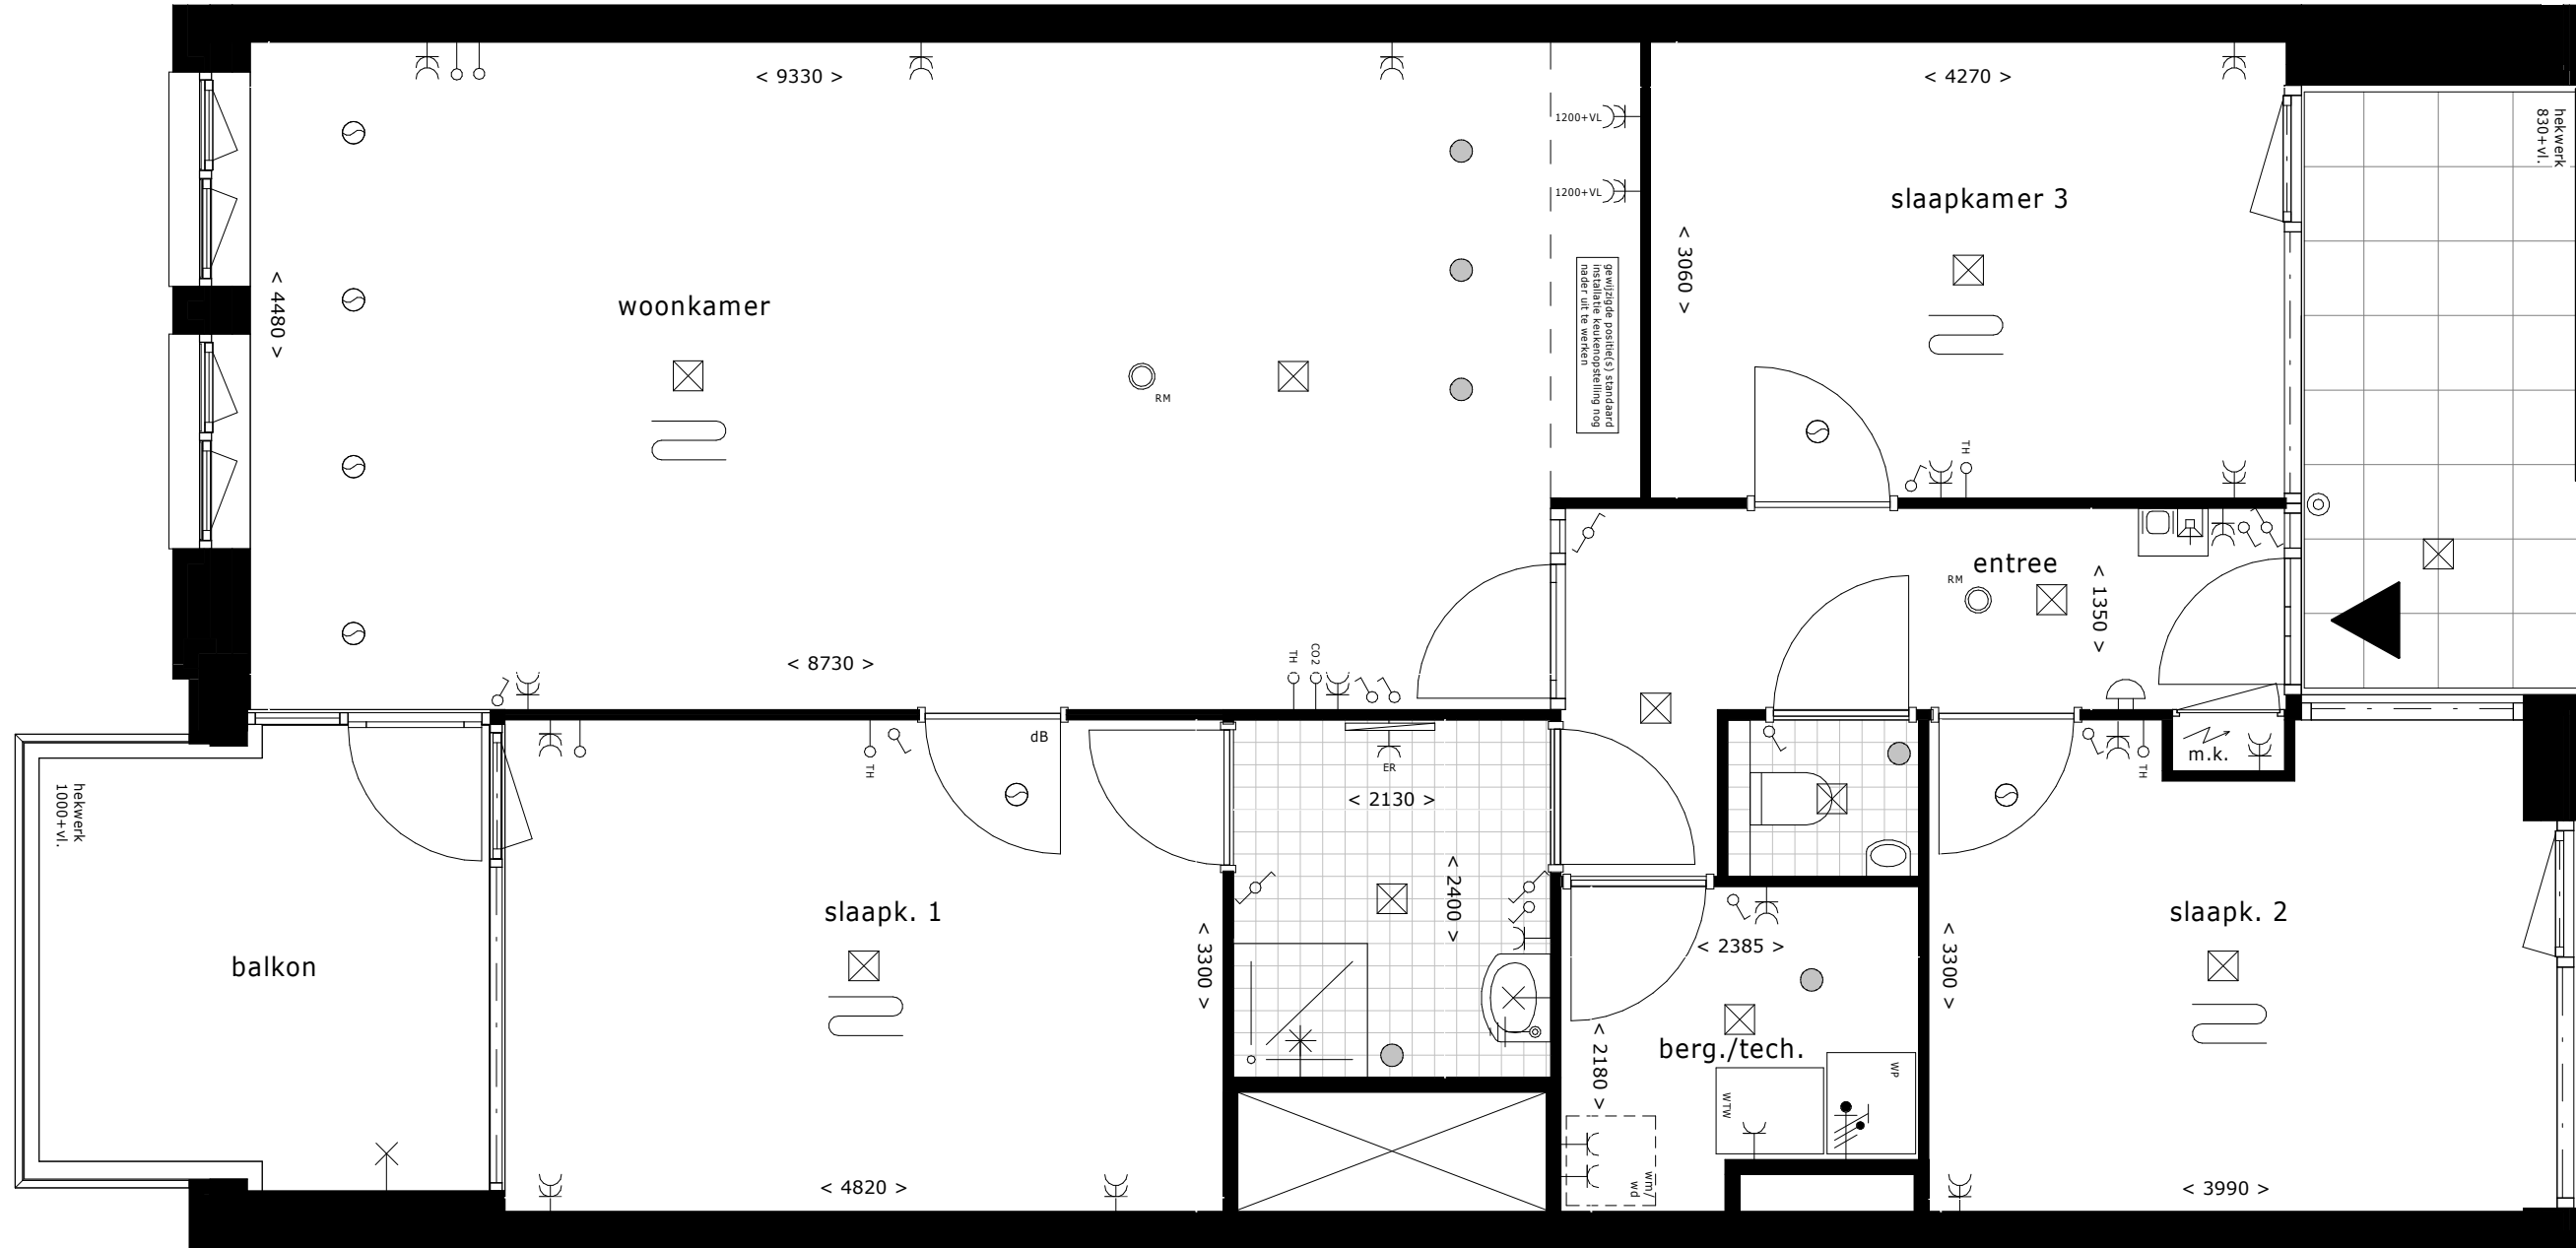 < 9330 >
< 4270 >
hekwerk
830+vl.
1200+VL
1200+VL
slaapkamer 3
< 3060 >
gewijzigde positie(s) standaard
installatie keukenopstelling nog
nader uit te werken
< 4480 >
woonkamer
RM
TH
entree
RM
< 1350 >
< 8730 >
TH
CO2
dB
TH
ER
< 2130 >
m.k.
TH
hekwerk
1000+vl.
< 2400 >
slaapk. 1
slaapk. 2
balkon
< 3300 >
< 2385 >
< 3300 >
berg./tech.
< 2180 >
WTW
WP
wm/
wd
< 4820 >
< 3990 >